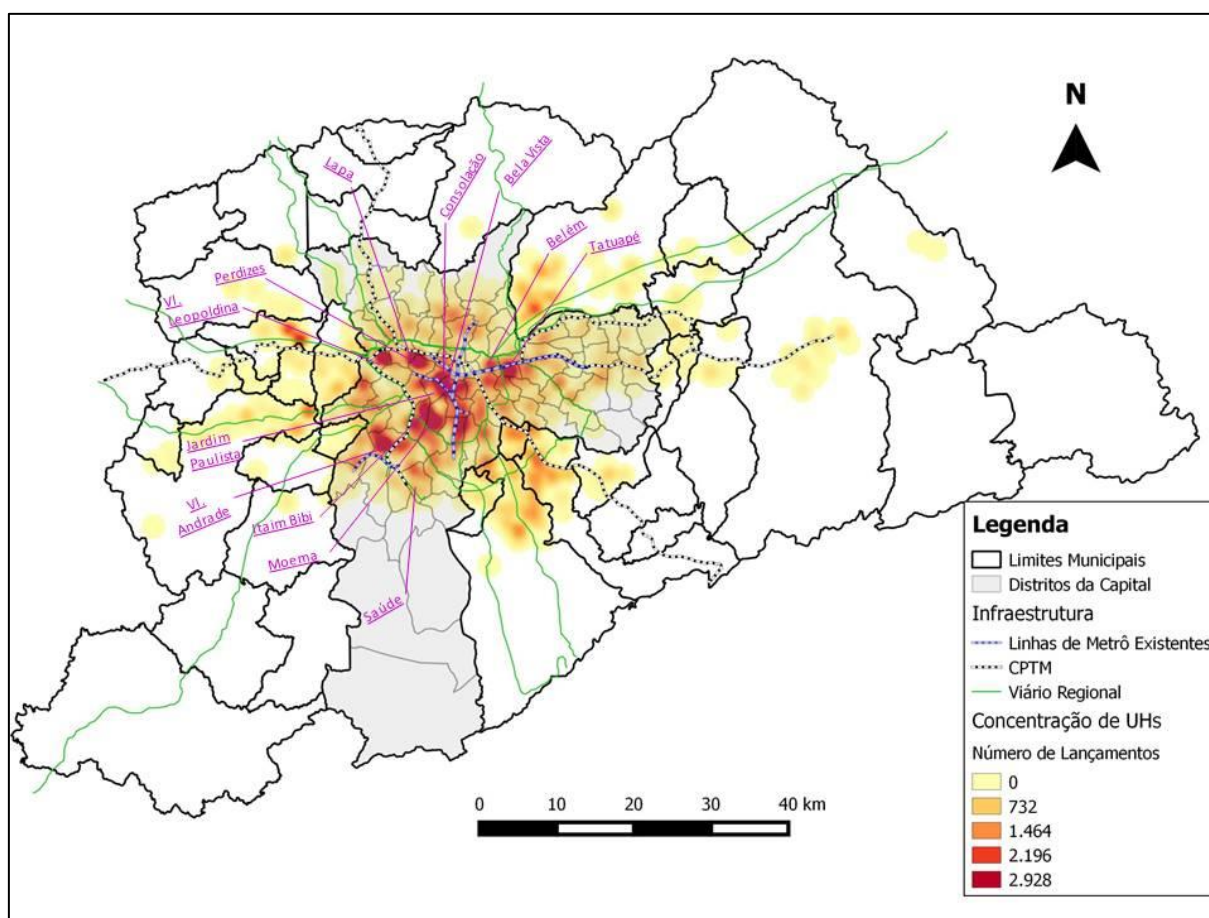 N
Lapa
Consolação
Bela Vista
Belém
Tatuapé
Perdizes
Vl.
Leopoldina
Jardim
Paulista
Vl.
Andrade
Itaim Bibi
Moema
Saúde
0 10 20 30 40 km
Legenda
Limites Municipais
Distritos da Capital
Infraestrutura
Linhas de Metrô Existentes
CPTM
Viário Regional
Concentração de UHs
Número de Lançamentos
0
732
1.464
2.196
2.928